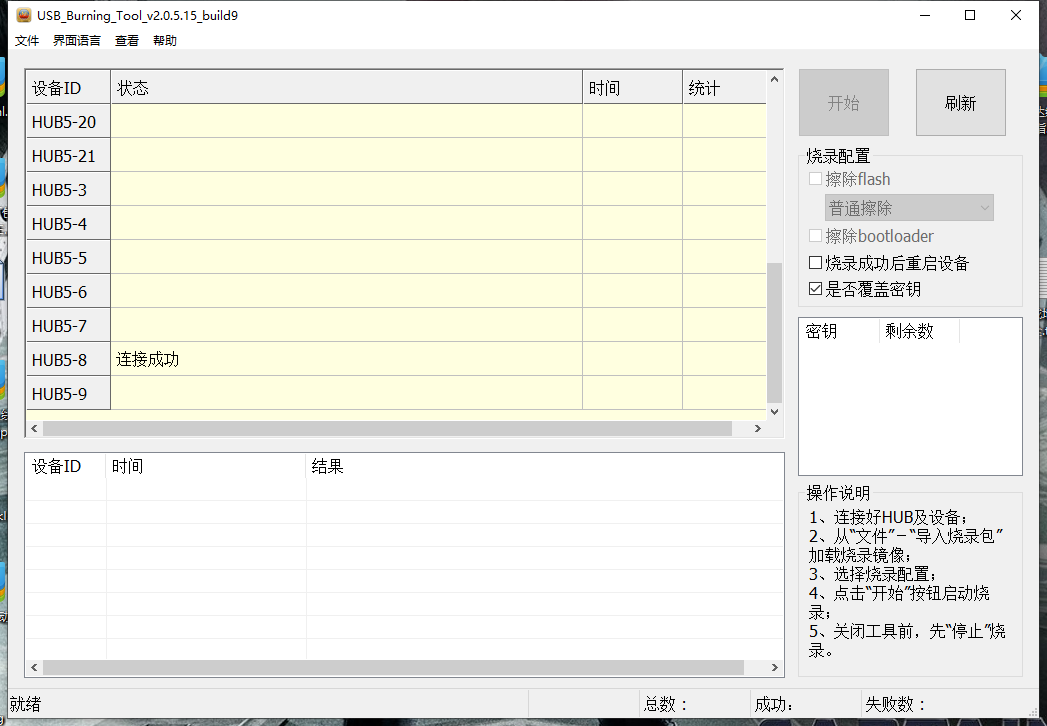 USB_Burning_Tool_v2.0.5.15_build9
文件 界面语言 查看 帮助
设备ID 状态 时间 统计
HUB5-20
HUB5-21
HUB5-3
HUB5-4
HUB5-5
HUB5-6
HUB5-7
HUB5-8 连接成功
HUB5-9
设备ID 时间 结果
开始 刷新
烧录配置
擦除flash
普通擦除
擦除bootloader
烧录成功后重启设备
是否覆盖密钥
密钥 剩余数
操作说明
1、连接好HUB及设备；
2、从“文件”－“导入烧录包”
加载烧录镜像；
3、选择烧录配置；
4、点击“开始”按钮启动烧
录；
5、关闭工具前，先“停止”烧
录。
就绪 总数： 成功： 失败数：